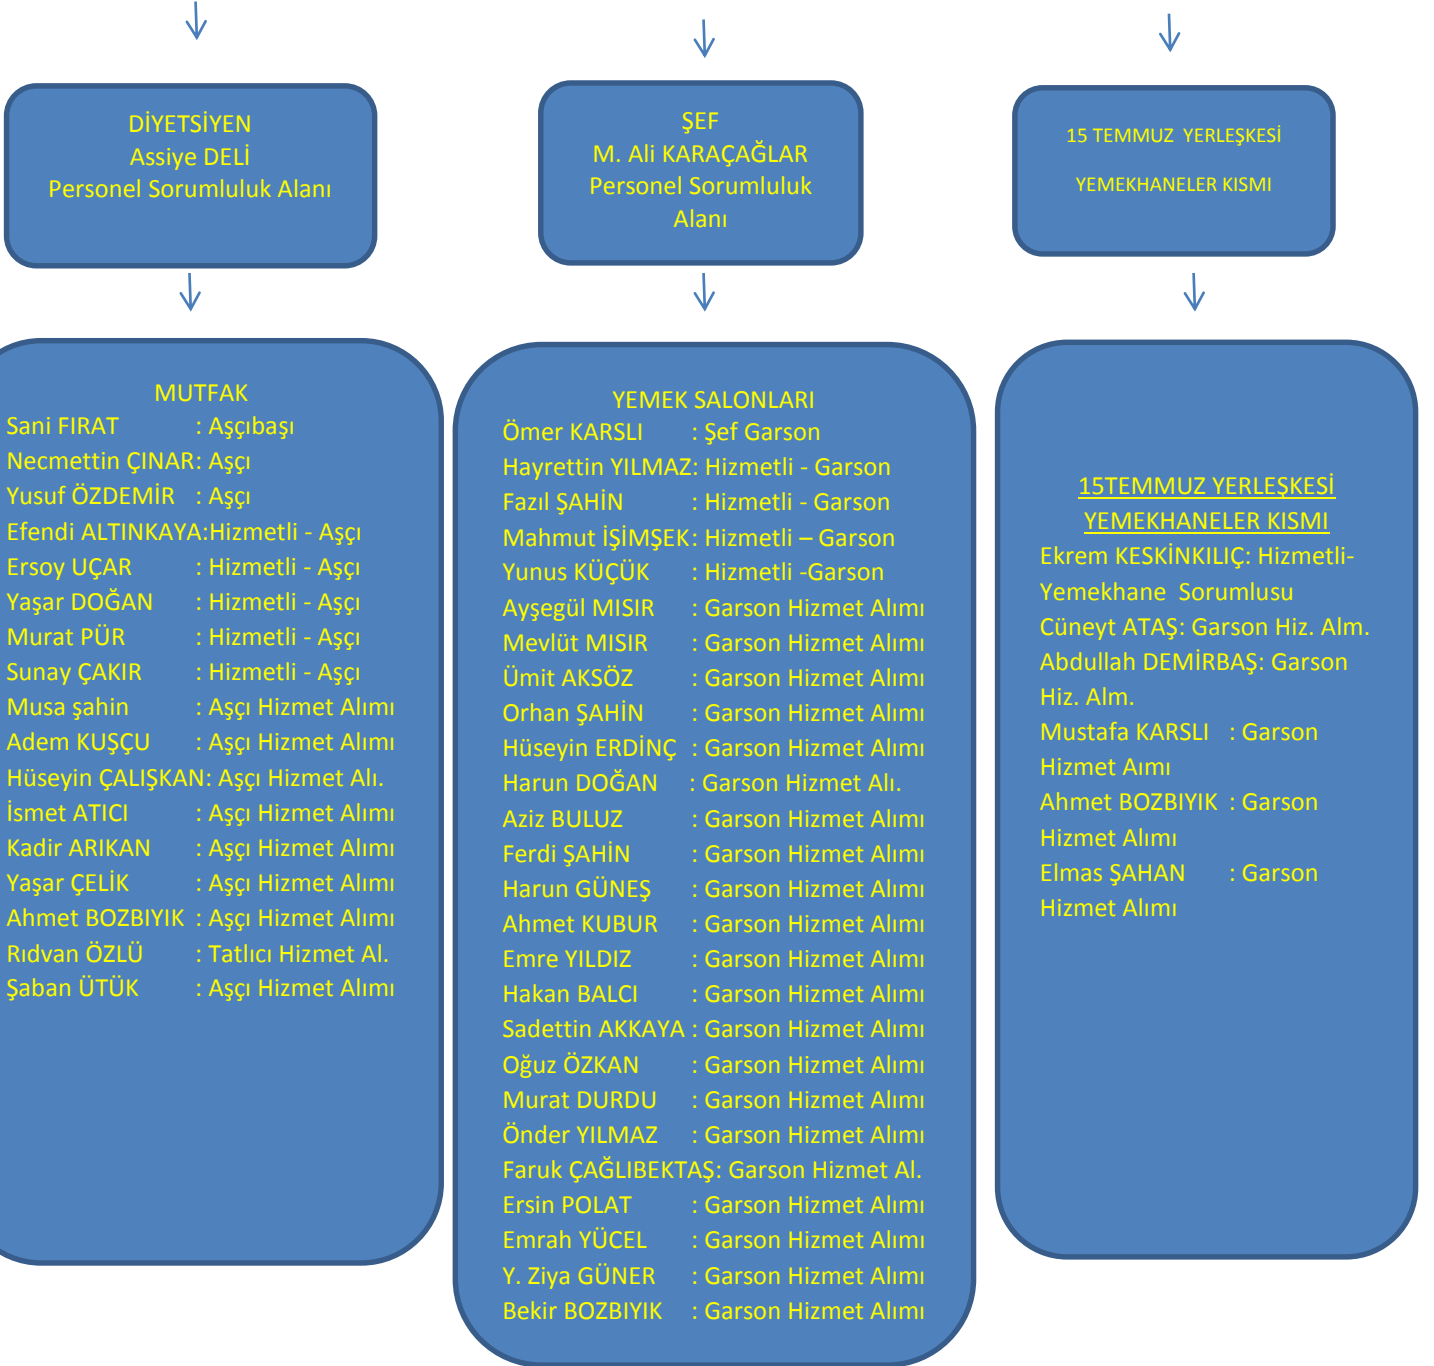 DİYETSİYEN
Assiye DELİ
Personel Sorumluluk Alanı
ŞEF
M. Ali KARAÇAĞLAR
Personel Sorumluluk
Alanı
15 TEMMUZ YERLEŞKESİ
YEMEKHANELER KISMI
MUTFAK
Sani FIRAT : Aşçıbaşı
Necmettin ÇINAR: Aşçı
Yusuf ÖZDEMİR : Aşçı
Efendi ALTINKAYA:Hizmetli - Aşçı
Ersoy UÇAR : Hizmetli - Aşçı
Yaşar DOĞAN : Hizmetli - Aşçı
Murat PÜR : Hizmetli - Aşçı
Sunay ÇAKIR : Hizmetli - Aşçı
Musa şahin : Aşçı Hizmet Alımı
Adem KUŞÇU : Aşçı Hizmet Alımı
Hüseyin ÇALIŞKAN: Aşçı Hizmet Alı.
İsmet ATICI : Aşçı Hizmet Alımı
Kadir ARIKAN : Aşçı Hizmet Alımı
Yaşar ÇELİK : Aşçı Hizmet Alımı
Ahmet BOZBIYIK : Aşçı Hizmet Alımı
Rıdvan ÖZLÜ : Tatlıcı Hizmet Al.
Şaban ÜTÜK : Aşçı Hizmet Alımı
YEMEK SALONLARI
Ömer KARSLI : Şef Garson
Hayrettin YILMAZ: Hizmetli - Garson
Fazıl ŞAHİN : Hizmetli - Garson
Mahmut İŞİMŞEK: Hizmetli – Garson
Yunus KÜÇÜK : Hizmetli -Garson
Ayşegül MISIR : Garson Hizmet Alımı
Mevlüt MISIR : Garson Hizmet Alımı
Ümit AKSÖZ : Garson Hizmet Alımı
Orhan ŞAHİN : Garson Hizmet Alımı
Hüseyin ERDİNÇ : Garson Hizmet Alımı
Harun DOĞAN : Garson Hizmet Alı.
Aziz BULUZ : Garson Hizmet Alımı
Ferdi ŞAHİN : Garson Hizmet Alımı
Harun GÜNEŞ : Garson Hizmet Alımı
Ahmet KUBUR : Garson Hizmet Alımı
Emre YILDIZ : Garson Hizmet Alımı
Hakan BALCI : Garson Hizmet Alımı
Sadettin AKKAYA : Garson Hizmet Alımı
Oğuz ÖZKAN : Garson Hizmet Alımı
Murat DURDU : Garson Hizmet Alımı
Önder YILMAZ : Garson Hizmet Alımı
Faruk ÇAĞLIBEKTAŞ: Garson Hizmet Al.
Ersin POLAT : Garson Hizmet Alımı
Emrah YÜCEL : Garson Hizmet Alımı
Y. Ziya GÜNER : Garson Hizmet Alımı
Bekir BOZBIYIK : Garson Hizmet Alımı
15TEMMUZ YERLEŞKESİ
YEMEKHANELER KISMI
Ekrem KESKİNKILIÇ: Hizmetli-
Yemekhane Sorumlusu
Cüneyt ATAŞ: Garson Hiz. Alm.
Abdullah DEMİRBAŞ: Garson
Hiz. Alm.
Mustafa KARSLI : Garson
Hizmet Aımı
Ahmet BOZBIYIK : Garson
Hizmet Alımı
Elmas ŞAHAN : Garson
Hizmet Alımı